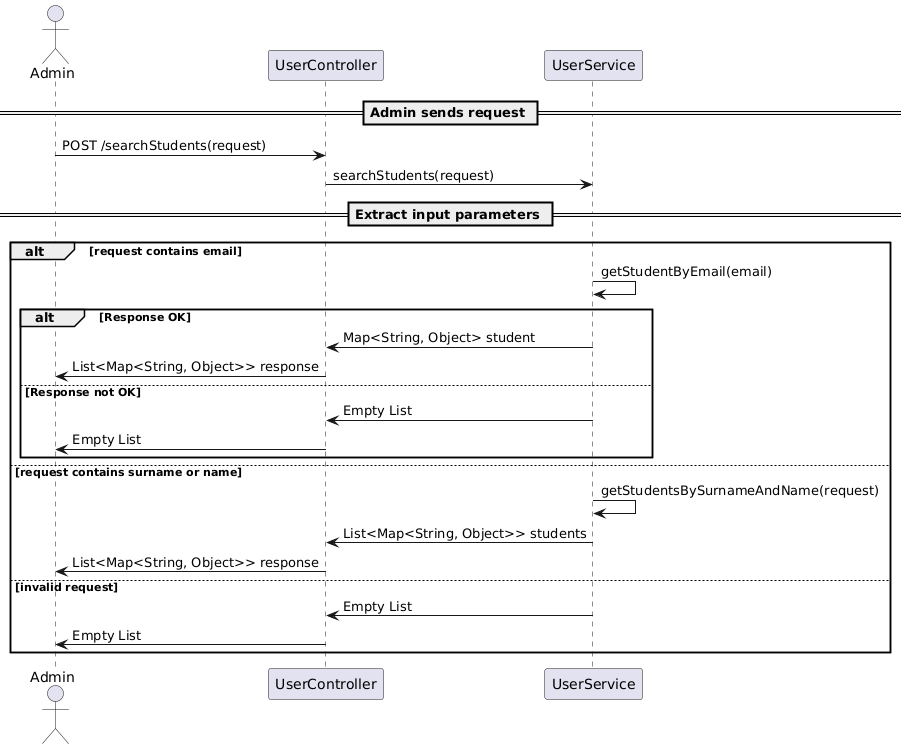 Admin
UserController
UserService
Admin sends request
POST /searchStudents(request)
searchStudents(request)
Extract input parameters
alt
[request contains email]
getStudentByEmail(email)
alt
[Response OK]
Map<String, Object> student
List<Map<String, Object>> response
[Response not OK]
Empty List
Empty List
[request contains surname or name]
getStudentsBySurnameAndName(request)
List<Map<String, Object>> students
List<Map<String, Object>> response
[invalid request]
Empty List
Empty List
Admin
UserController
UserService